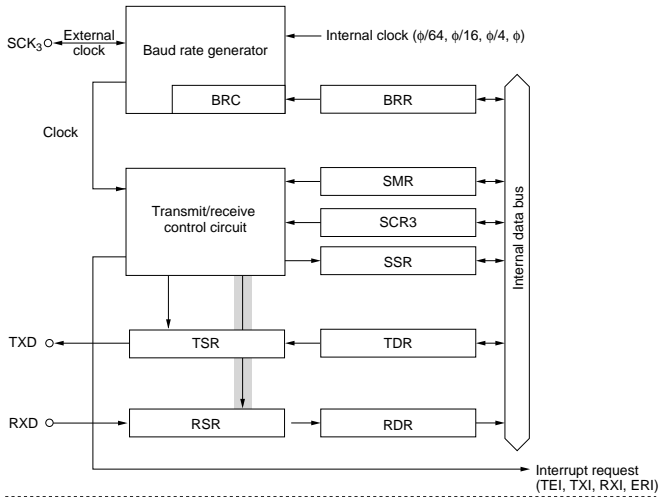 SCK3
External
clock
Baud rate generator
Internal clock (ϕ/64, ϕ/16, ϕ/4, ϕ)
BRC
BRR
Clock
Transmit/receive
control circuit
SMR
SCR3
SSR
Internal data bus
TXD
TSR
TDR
RXD
RSR
RDR
Interrupt request
(TEI, TXI, RXI, ERI)